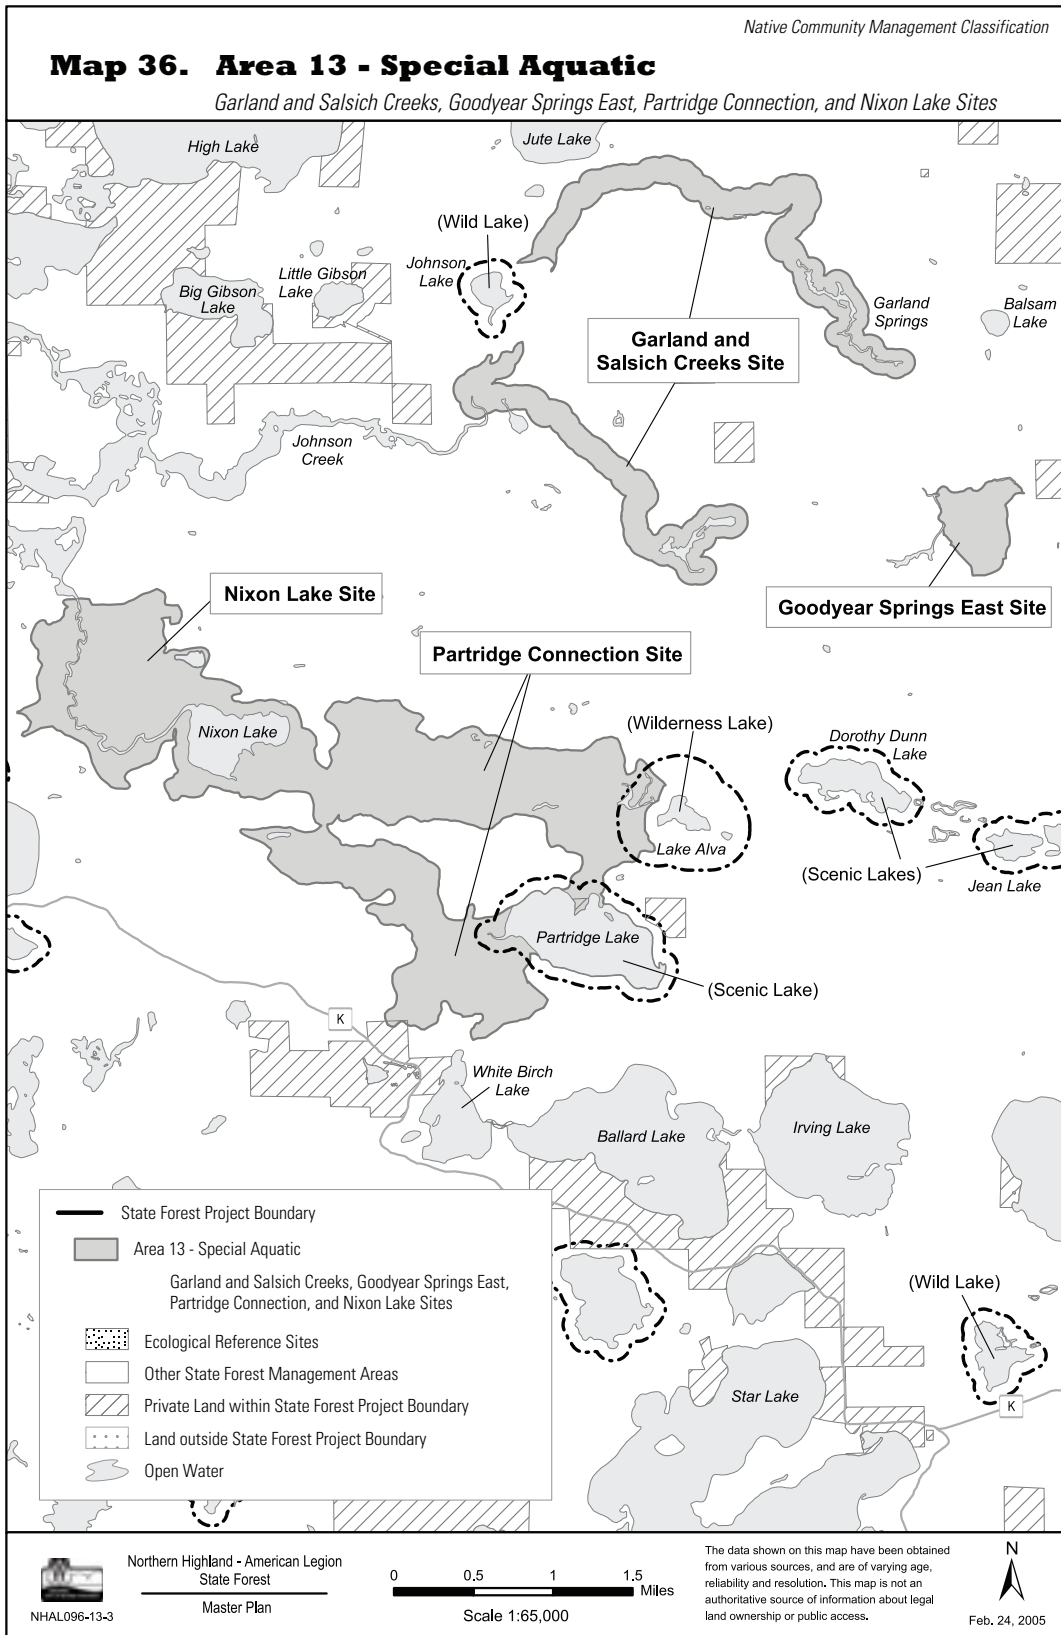 Native Community Management Classification
Map 36. Area 13 - Special Aquatic
Garland and Salsich Creeks, Goodyear Springs East, Partridge Connection, and Nixon Lake Sites
High Lake
Jute Lake
(Wild Lake)
Johnson
Lake
Little Gibson
Lake
Big Gibson
Lake
Garland
Springs
Balsam
Lake
Garland and
Salsich Creeks Site
Johnson
Creek
Nixon Lake Site
Goodyear Springs East Site
Partridge Connection Site
(Wilderness Lake)
Nixon Lake
Dorothy Dunn
Lake
Lake Alva
(Scenic Lakes)
Jean Lake
Partridge Lake
(Scenic Lake)
K
White Birch
Lake
Ballard Lake
Irving Lake
(Wild Lake)
Star Lake
K
State Forest Project Boundary
Area 13 - Special Aquatic
Garland and Salsich Creeks, Goodyear Springs East,
Partridge Connection, and Nixon Lake Sites
Ecological Reference Sites
Other State Forest Management Areas
Private Land within State Forest Project Boundary
Land outside State Forest Project Boundary
Open Water
NHAL096-13-3
Northern Highland - American Legion
State Forest
Master Plan
0 0.5 1 1.5
Miles
Scale 1:65,000
The data shown on this map have been obtained
from various sources, and are of varying age,
reliability and resolution. This map is not an
authoritative source of information about legal
land ownership or public access.
N
Feb. 24, 2005